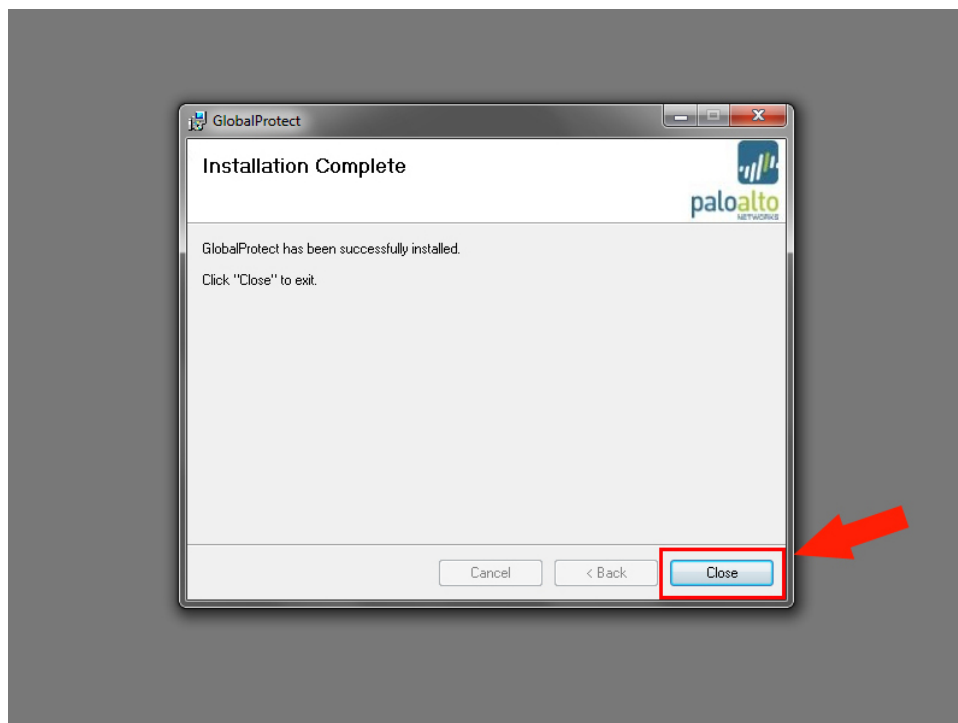 GlobalProtect
Installation Complete
paloalto
NETWORKS
GlobalProtect has been successfully installed.
Click "Close" to exit.
Cancel
< Back
Close